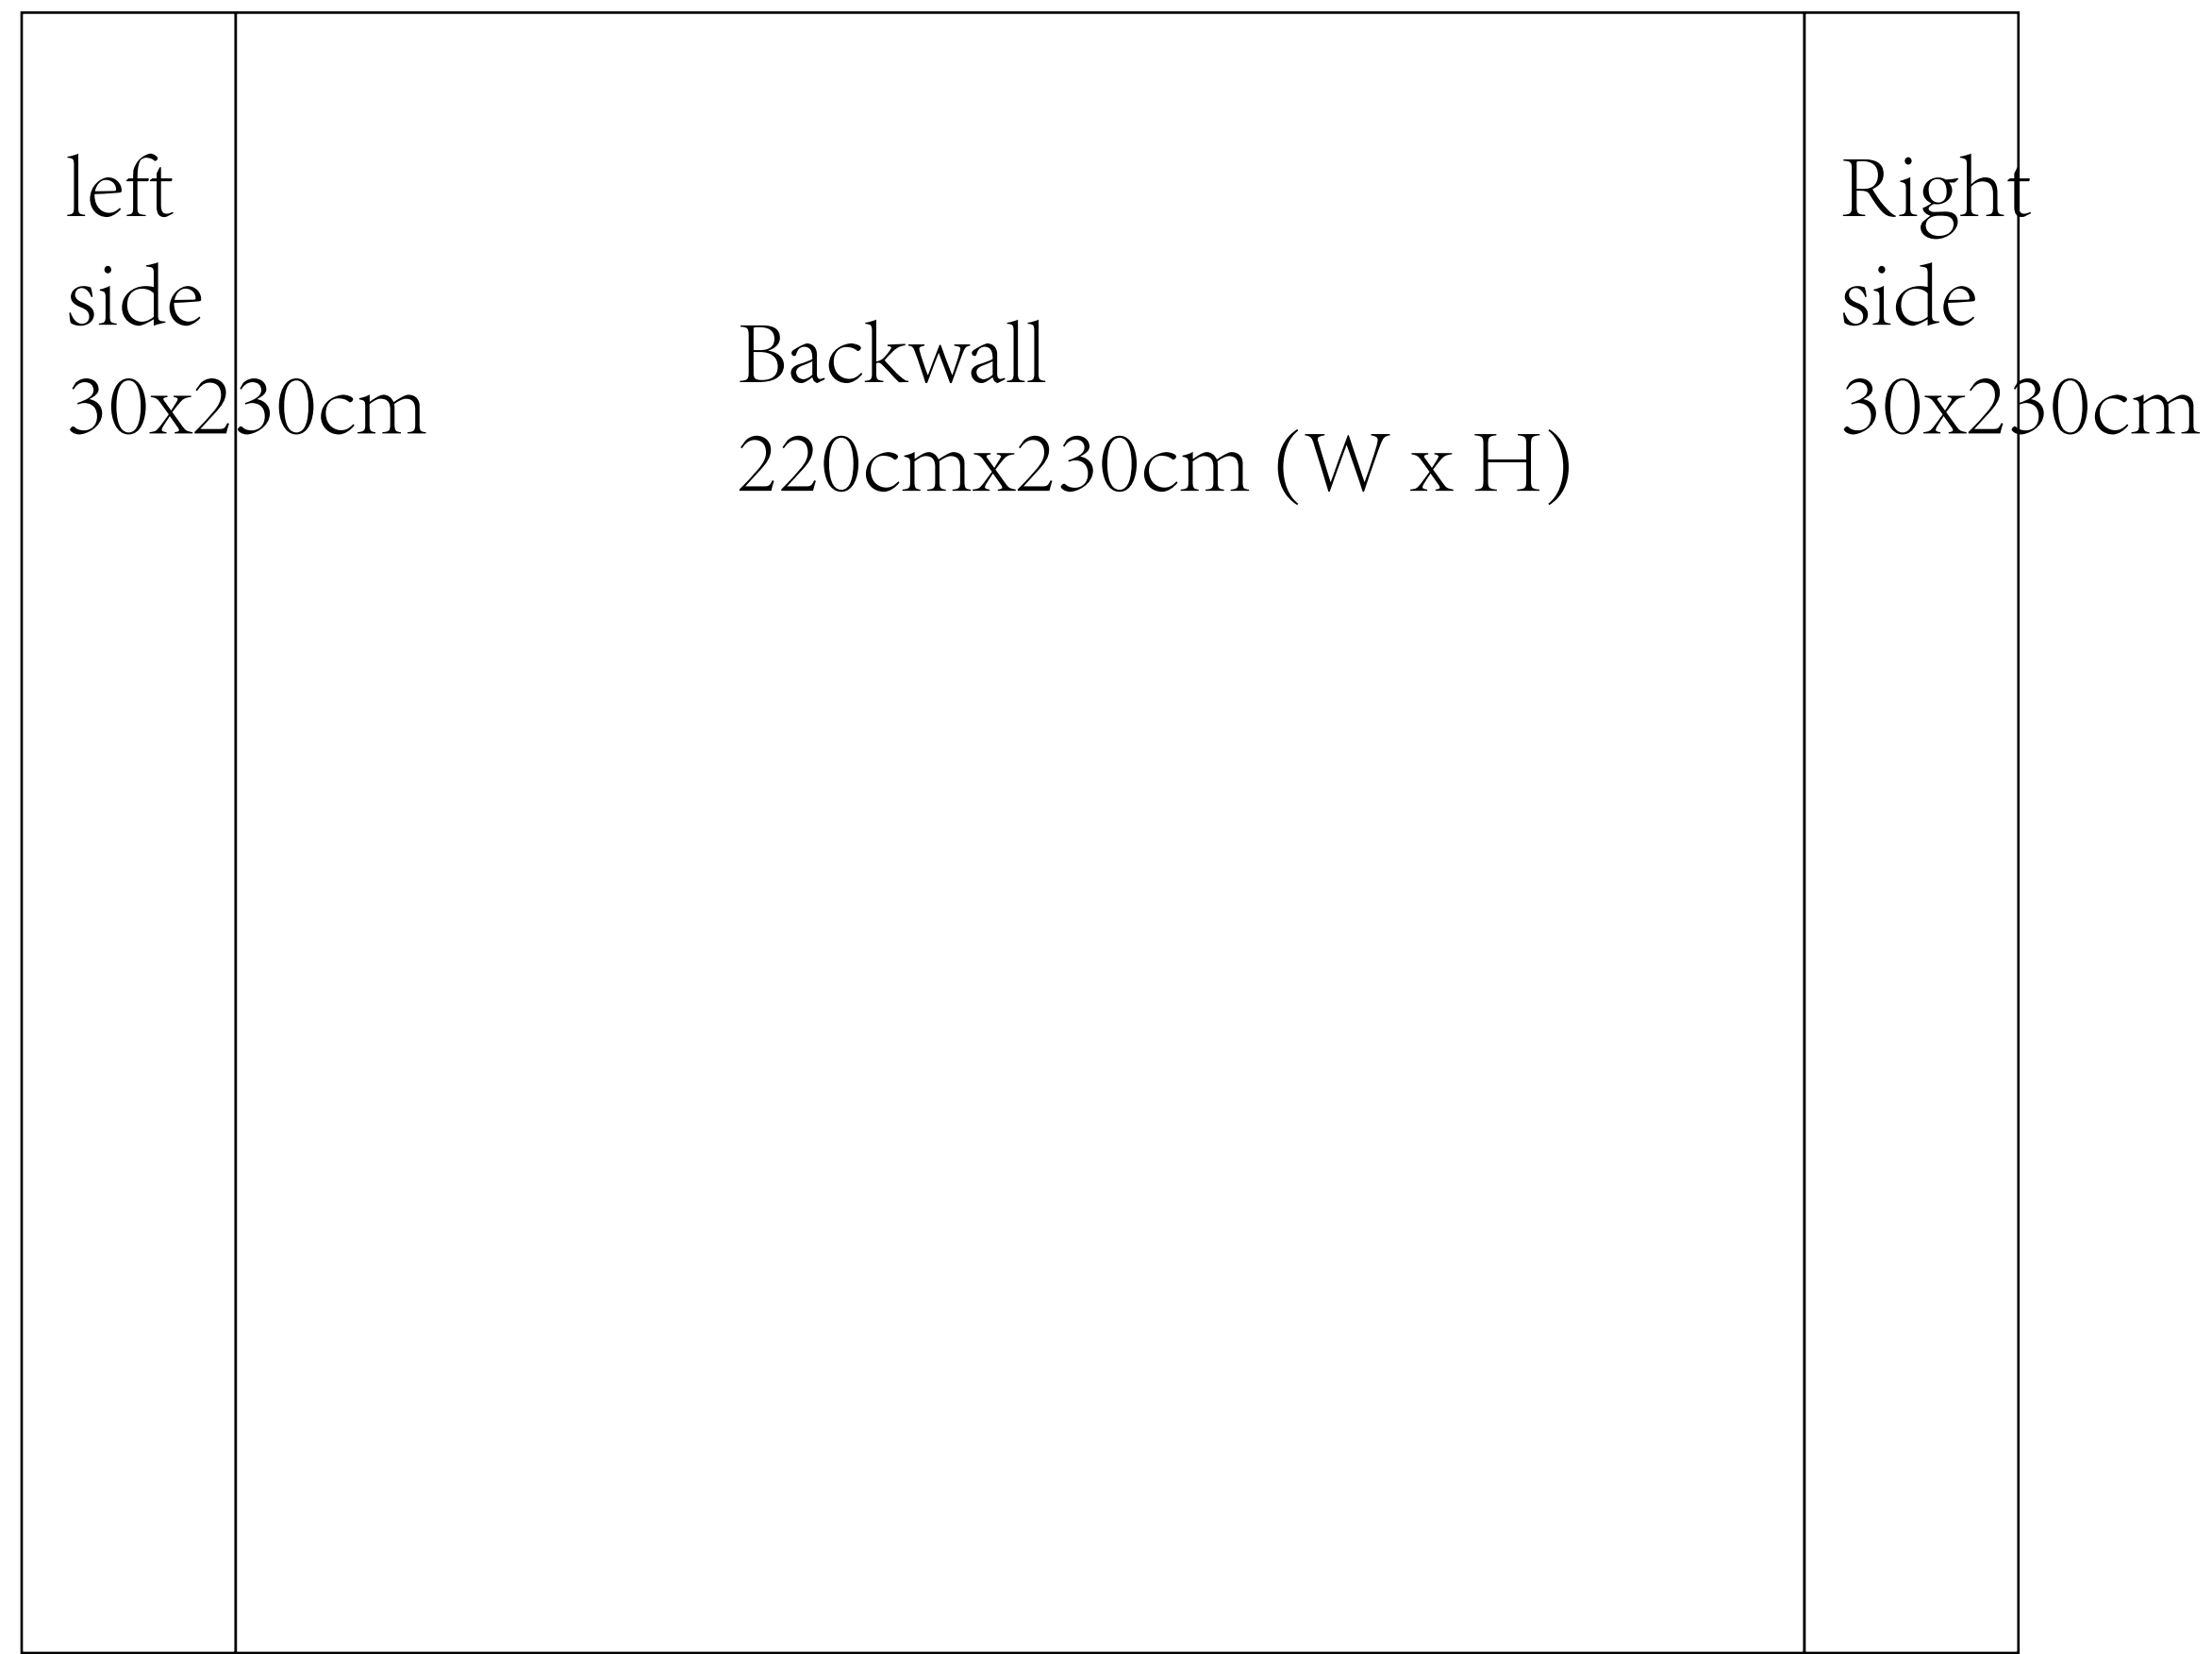 left
side
30x230cm
Backwall
220cmx230cm (W x H)
Right
side
30x230cm